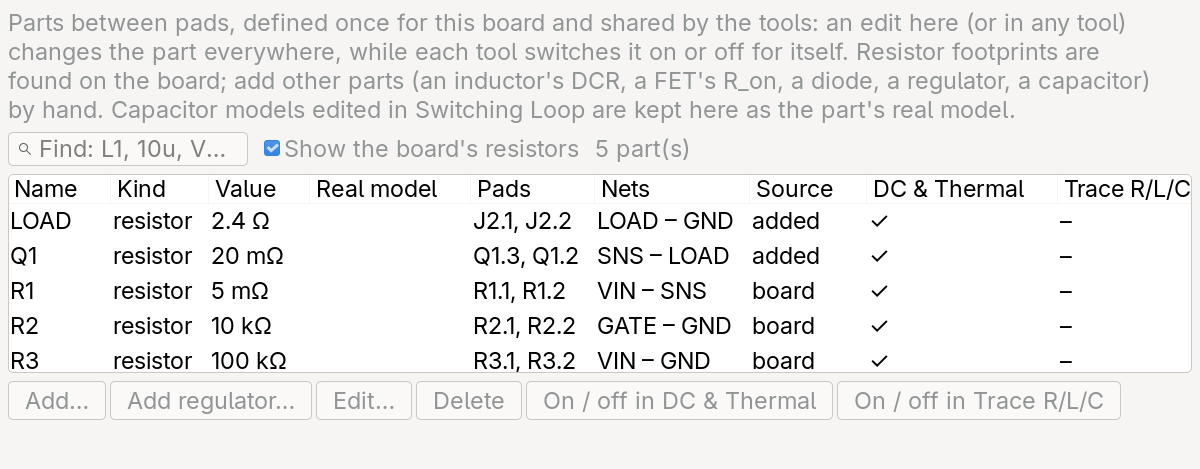 Parts between pads, defined once for this board and shared by the tools: an edit here (or in any tool)
changes the part everywhere, while each tool switches it on or off for itself. Resistor footprints are
found on the board; add other parts (an inductor's DCR, a FET's R_on, a diode, a regulator, a capacitor)
by hand. Capacitor models edited in Switching Loop are kept here as the part's real model.
Find: L1, 10u, V... Show the board's resistors 5 part(s)
Name Kind Value Real model Pads Nets Source DC & Thermal Trace R/L/C
LOAD resistor 2.4 Ω J2.1, J2.2 LOAD – GND added ✓ –
Q1 resistor 20 mΩ Q1.3, Q1.2 SNS – LOAD added ✓ –
R1 resistor 5 mΩ R1.1, R1.2 VIN – SNS board ✓ –
R2 resistor 10 kΩ R2.1, R2.2 GATE – GND board ✓ –
R3 resistor 100 kΩ R3.1, R3.2 VIN – GND board ✓ –
Add... Add regulator... Edit... Delete On / off in DC & Thermal On / off in Trace R/L/C